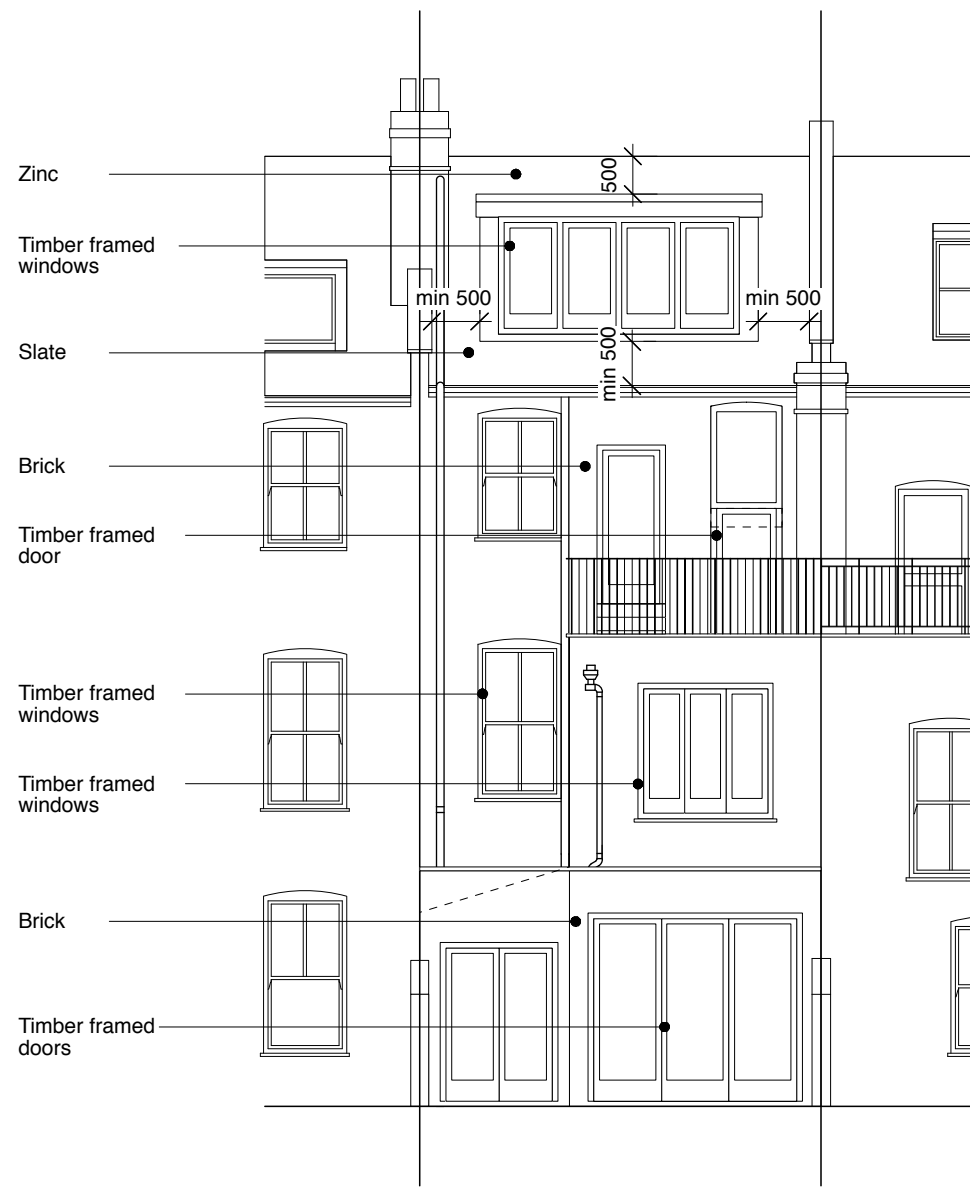 Zinc
500
Timber framed
windows
min 500
min 500
Slate
min 500
Brick
Timber framed
door
Timber framed
windows
Timber framed
windows
Brick
Timber framed
doors